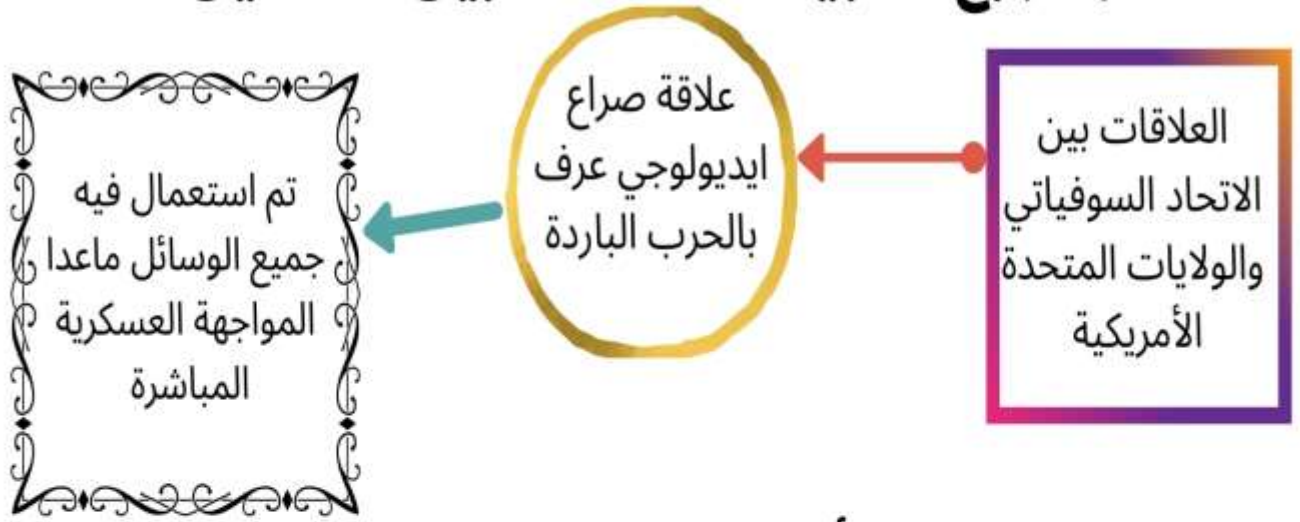 العلاقات بين
الاتحاد السوفياتي
والولايات المتحدة
الأمريكية
علاقة صراع
ايديولوجي عرف
بالحرب الباردة
تم استعمال فيه
جميع الوسائل ماعدا
المواجهة العسكرية
المباشرة